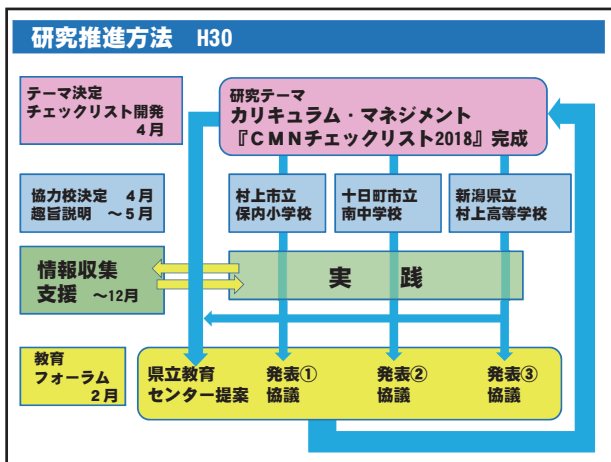 研究推進方法 H30
テーマ決定
チェックリスト開発
4月
研究テーマ
カリキュラム・マネジメント
『CMNチェックリスト2018』完成
協力校決定 4月
趣旨説明 ～5月
村上市立
保内小学校
十日町市立
南中学校
新潟県立
村上高等学校
情報収集
支援 ～12月
実 践
教育
フォーラム
2月
県立教育
センター提案
発表①
協議
発表②
協議
発表③
協議